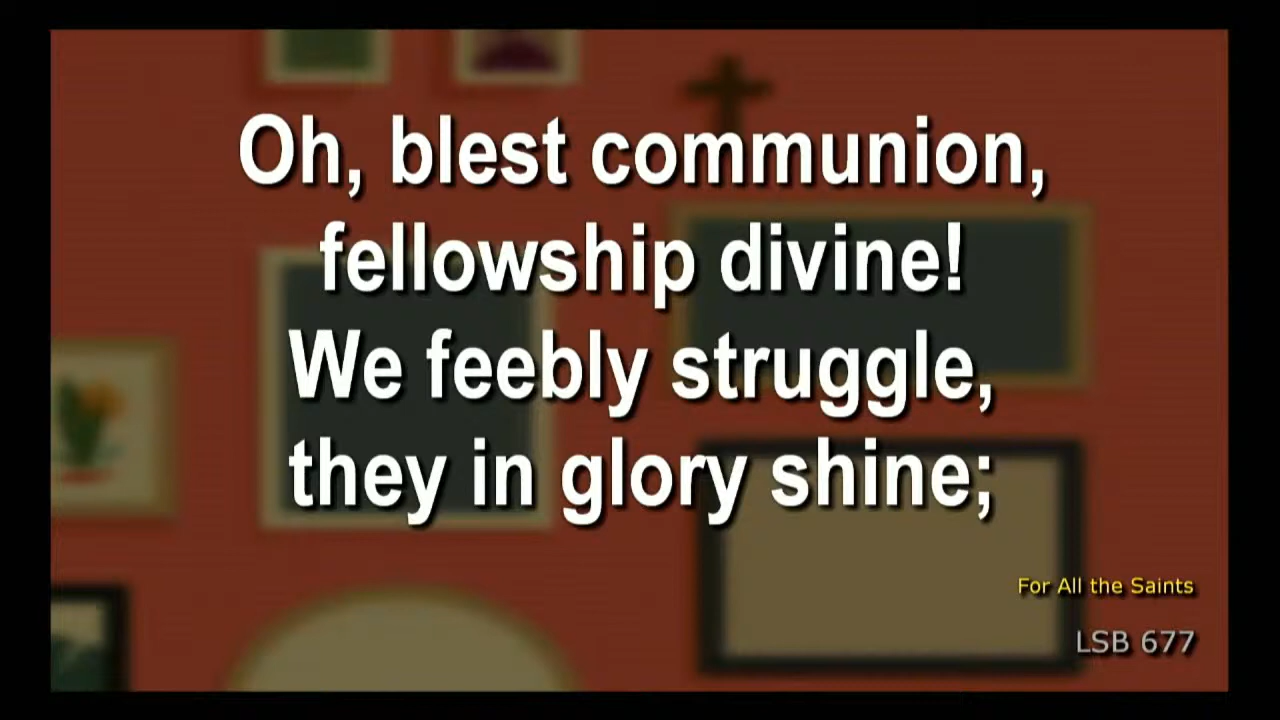 Oh, blest communion,
fellowship divine!
We feebly struggle,
they in glory shine;
For All the Saints
LSB 677